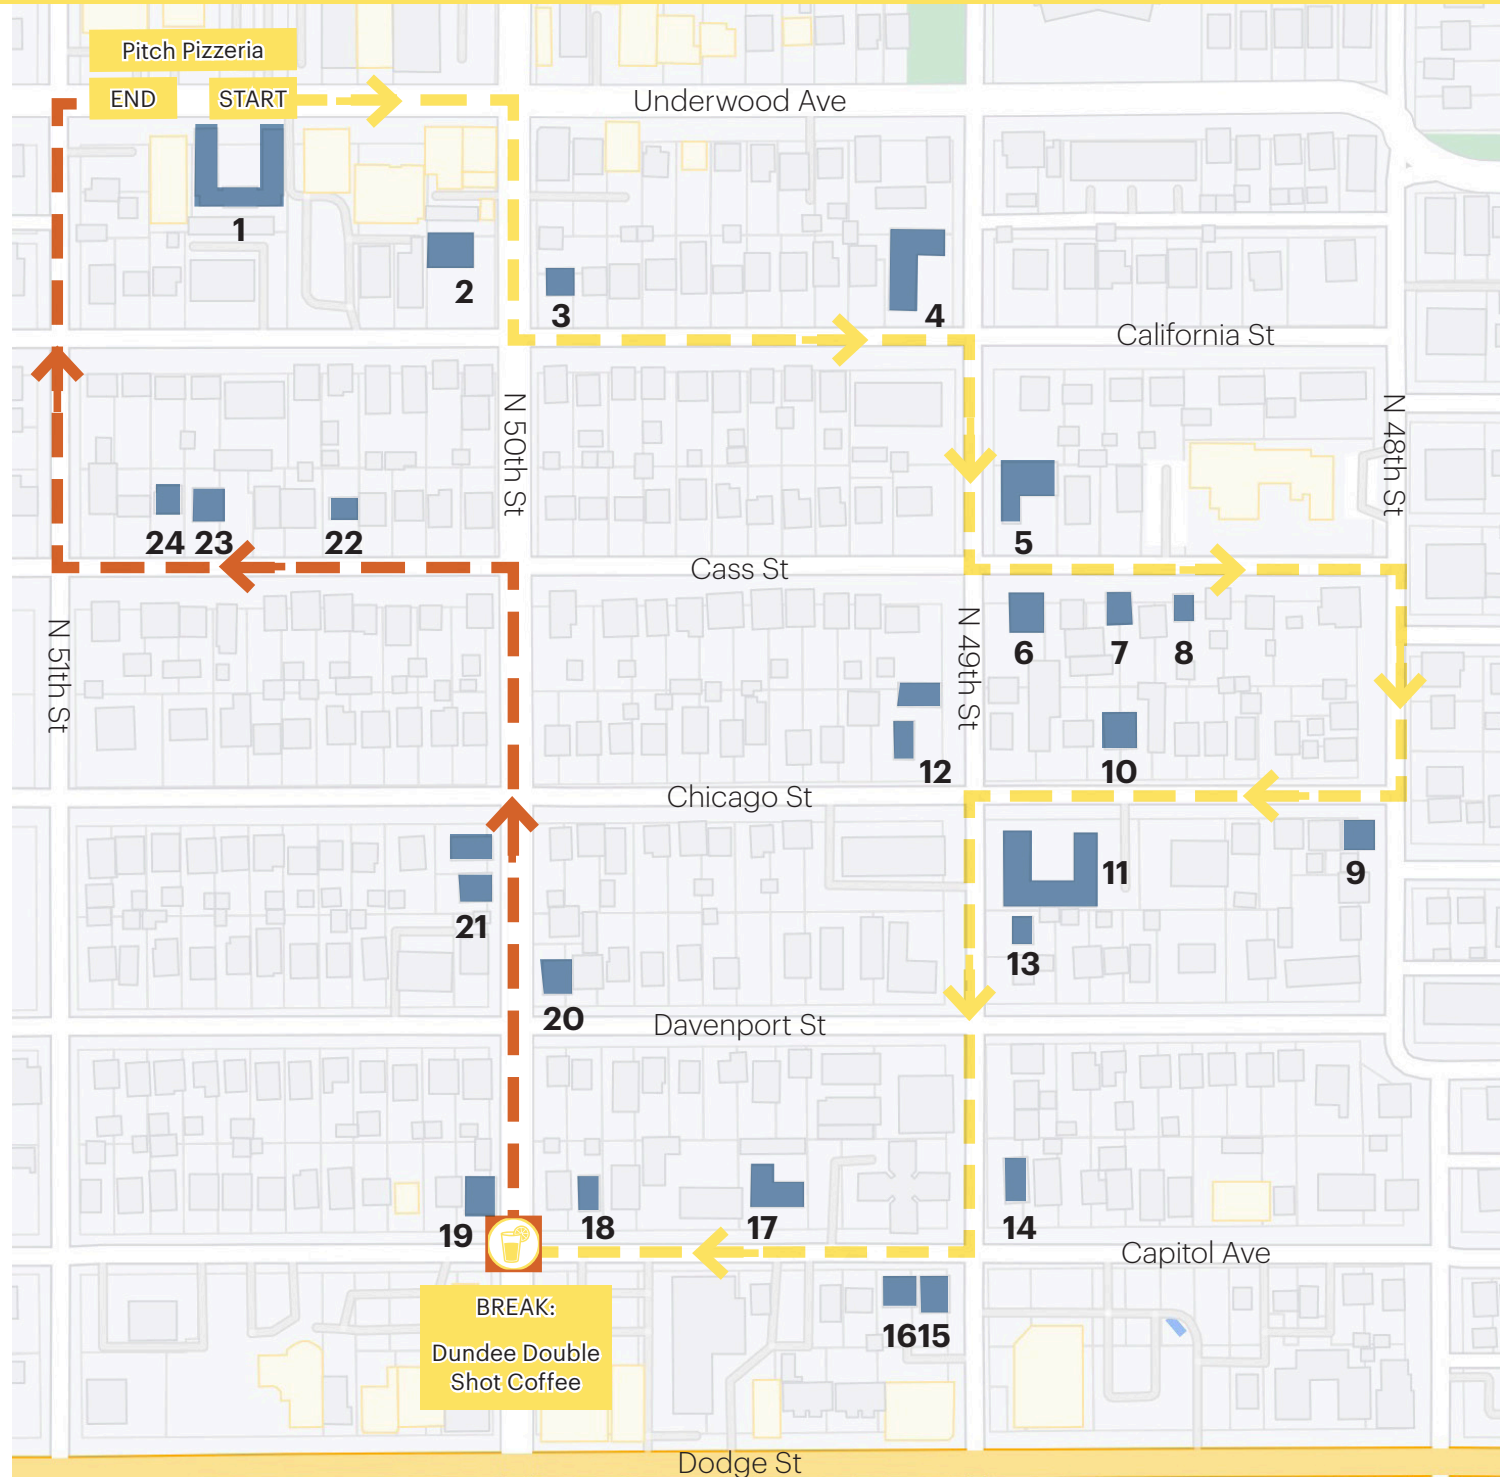 Pitch Pizzeria
END
START
Underwood Ave
1
2
3
4
California St
N 50th St
N 48th St
24
23
22
5
Cass St
N 51th St
N 49th St
6
7
8
12
10
Chicago St
11
9
21
13
20
Davenport St
19
18
17
14
Capitol Ave
BREAK:
Dundee Double
Shot Coffee
16
15
Dodge St